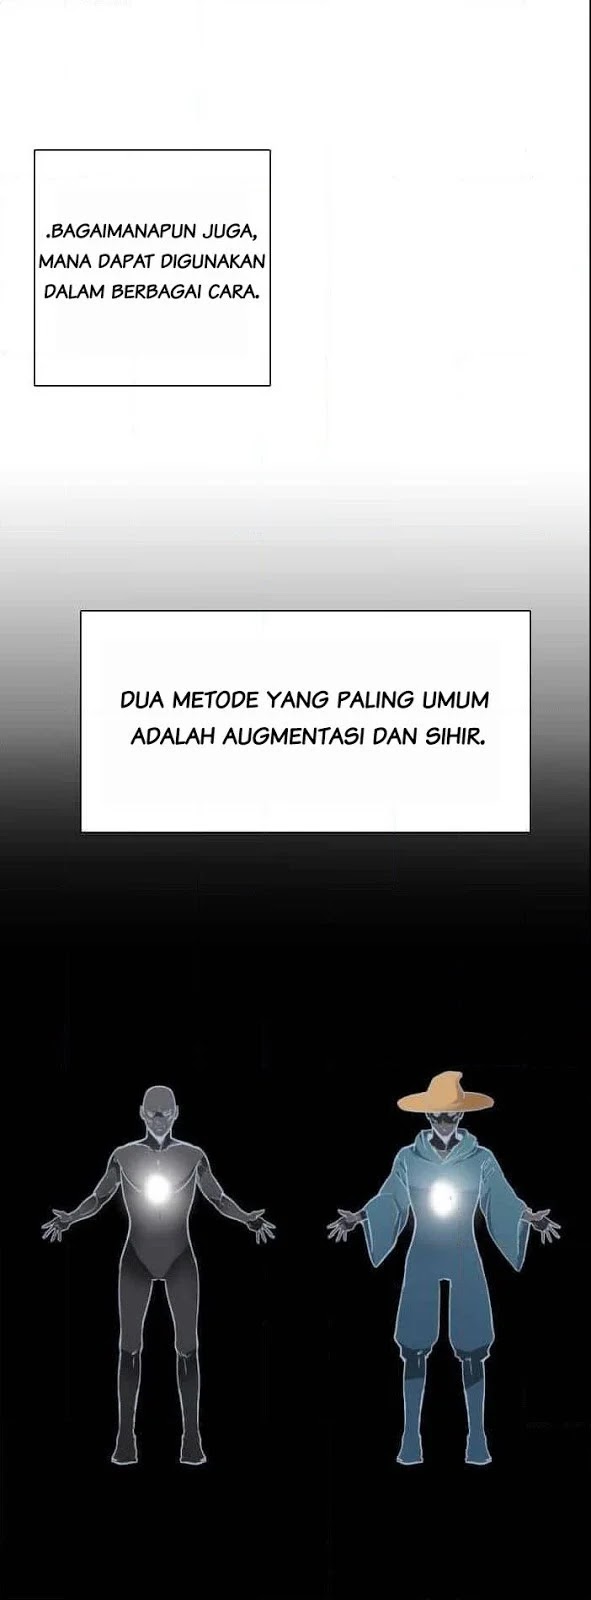 .BAGAIMANAPUN JUGA,
MANA DAPAT DIGUNAKAN
DALAM BERBAGAI CARA.
DUA METODE YANG PALING UMUM
ADALAH AUGMENTASI DAN SIHIR.